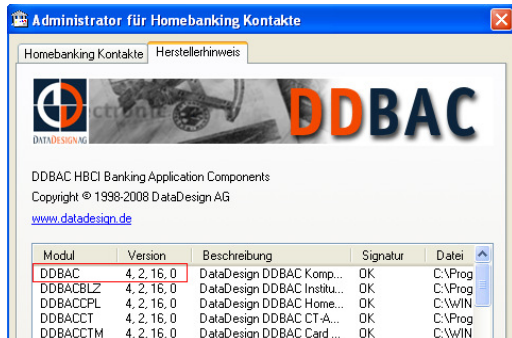 Administrator für Homebanking Kontakte
Homebanking Kontakte Herstellerhinweis
ctronic
DATADESIGNAG
DDBAC
DDBAC HBCI Banking Application Components
Copyright © 1998-2008 DataDesign AG
www.datadesign.de
Modul Version Beschreibung Signatur Datei
DDBAC 4, 2, 16, 0 DataDesign DDBAC Komp... OK C:\Prog
DDBACBLZ 4, 2, 16, 0 DataDesign DDBAC Institu... OK C:\Prog
DDBACCPL 4, 2, 16, 0 DataDesign DDBAC Home... OK C:\WIN
DDBACCT 4, 2, 16, 0 DataDesign DDBAC CT-A... OK C:\Prog
DDBACCTM 4, 2, 16, 0 DataDesign DDBAC Card ... OK C:\WIN